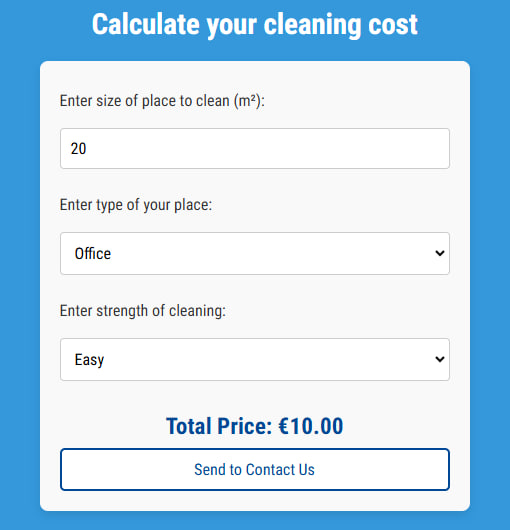 Calculate your cleaning cost
Enter size of place to clean (m²):
20
Enter type of your place:
Office
Enter strength of cleaning:
Easy
Total Price: €10.00
Send to Contact Us